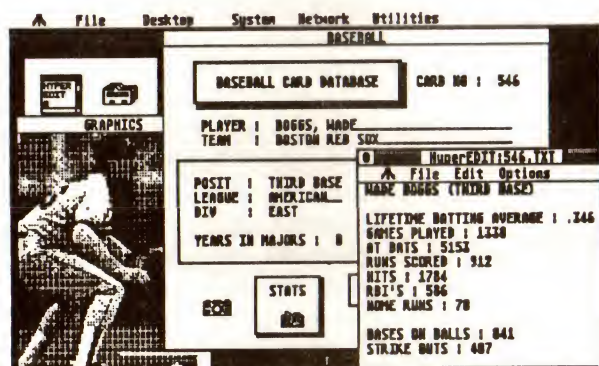 File Desktop System Network Utilities
BASEBALL
HYPER EDIT
BASEBALL CARD DATABASE
CARD NO : 546
GRAPHICS
PLAYER : BOGGS, WADE
TEAM : BOSTON RED SOX
POSIT : THIRD BASE
LEAGUE : AMERICAN
DIV : EAST
YEARS IN MAJORS : 8
STATS
HyperEDIT:546.TXT
File Edit Options
WADE BOGGS (THIRD BASE)
LIFETIME BATTING AVERAGE : .346
GAMES PLAYED : 1338
AT BATS : 5153
RUNS SCORED : 912
HITS : 1784
RBI'S : 586
HOME RUNS : 78
BASES ON BALLS : 841
STRIKE OUTS : 487